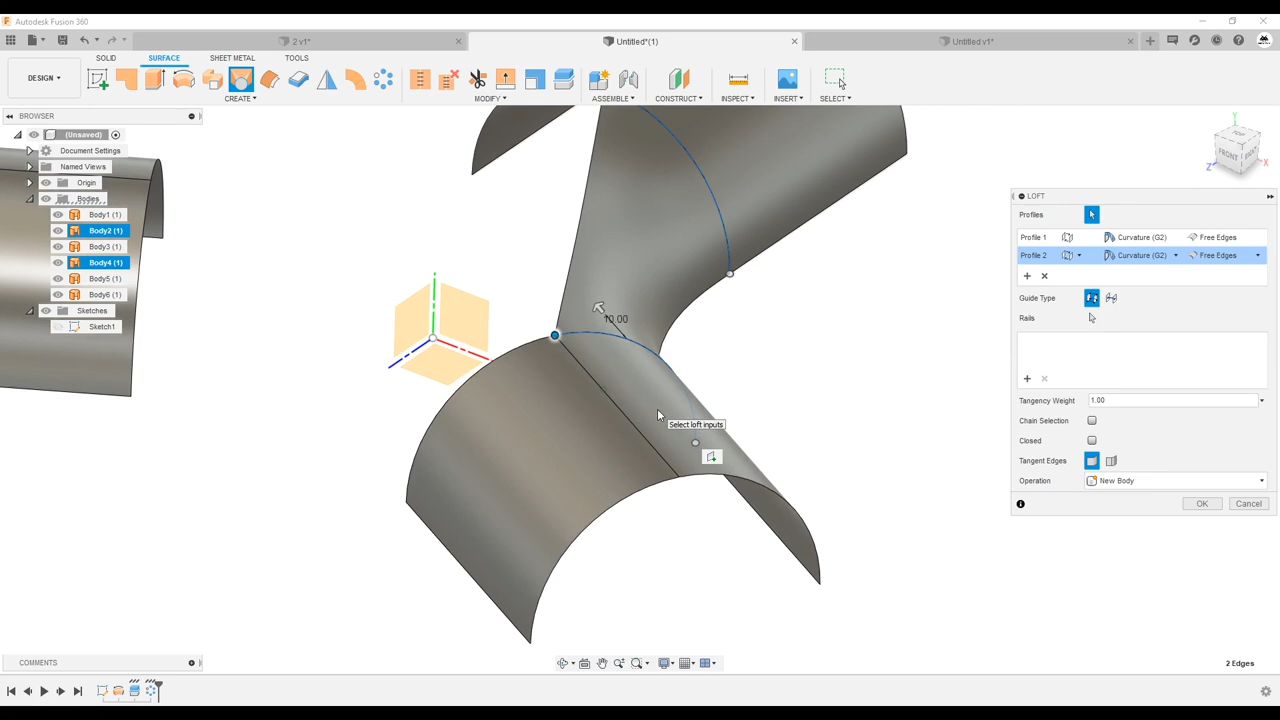 Autodesk Fusion 360
2 v1*
Untitled*(1)
Untitled v1*
SOLID
SURFACE
SHEET METAL
TOOLS
DESIGN
CREATE
MODIFY
ASSEMBLE
CONSTRUCT
INSPECT
INSERT
SELECT
BROWSER
(Unsaved)
Document Settings
Named Views
Origin
Bodies
Body1 (1)
Body2 (1)
Body3 (1)
Body4 (1)
Body5 (1)
Body6 (1)
Sketches
Sketch1
10.00
Select loft inputs
Y
Z
X
FRONT
LOFT
Profiles
Profile 1 Curvature (G2) Free Edges
Profile 2 Curvature (G2) Free Edges
Guide Type
Rails
Tangency Weight 1.00
Chain Selection
Closed
Tangent Edges
Operation New Body
OK Cancel
COMMENTS
2 Edges